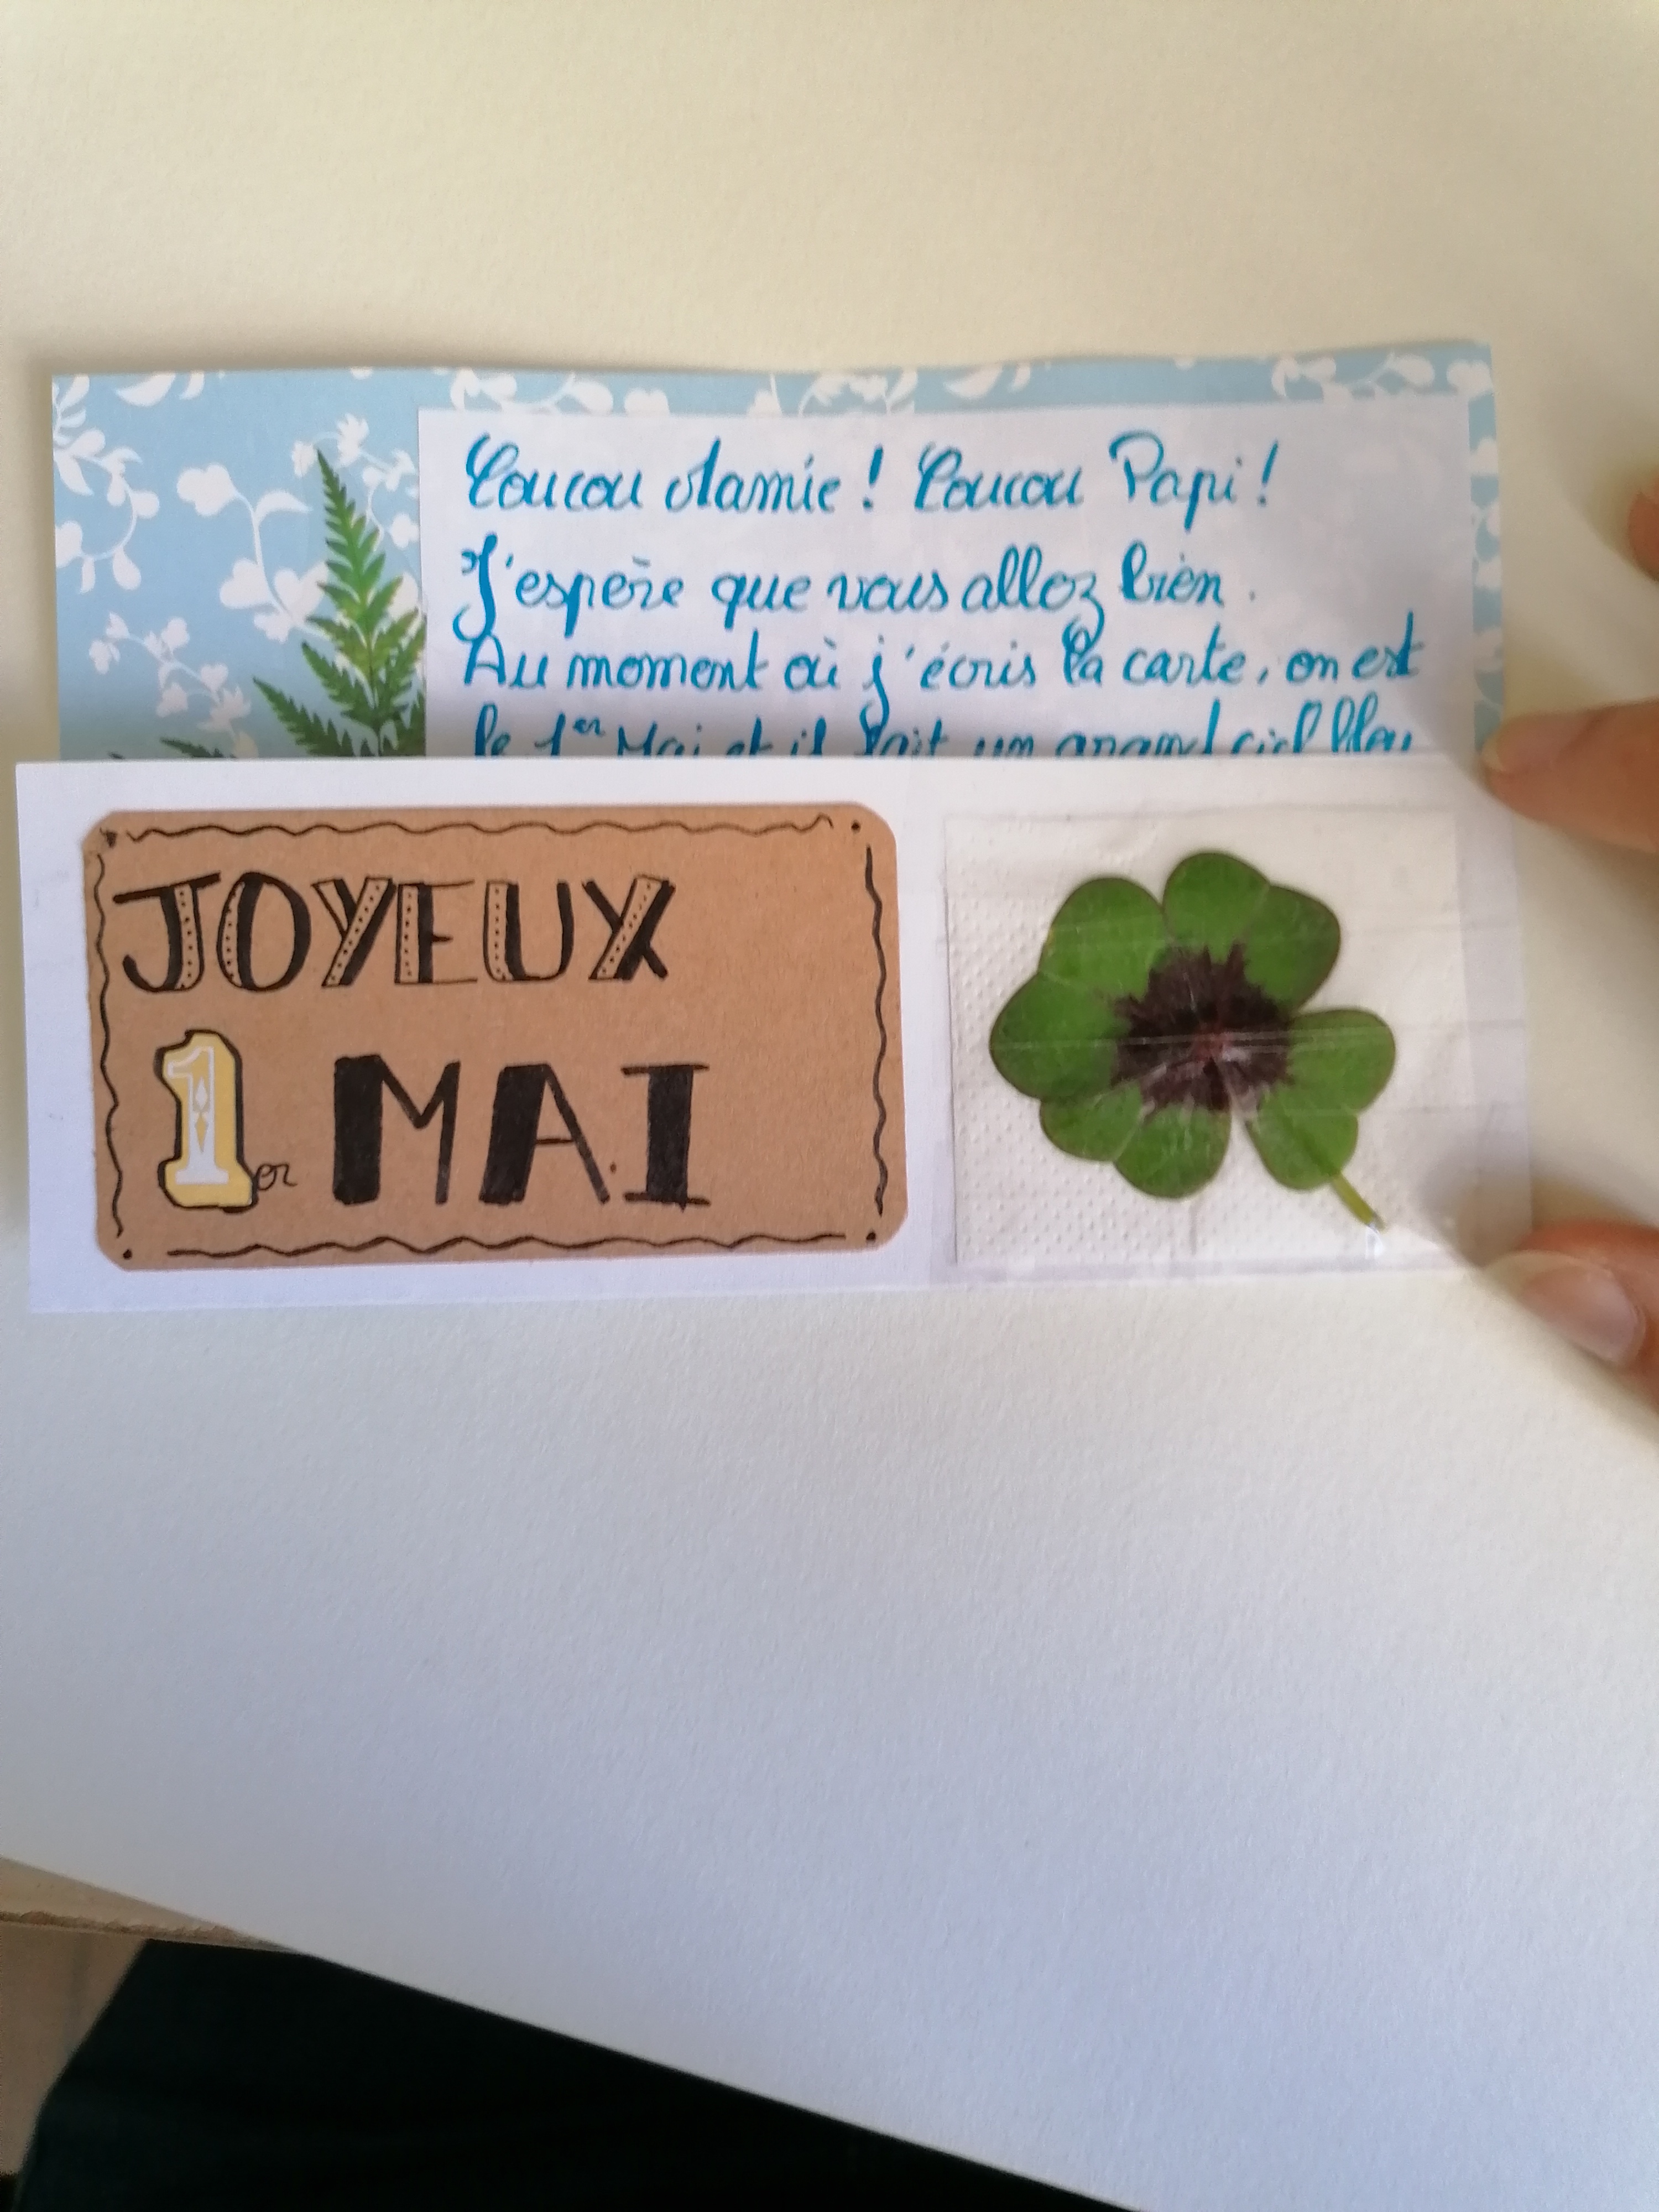 Coucou Mamie ! Coucou Papi !
J'espère que vous allez bien.
Au moment où j'écris la carte, on est
le 1er Mai et il fait un grand ciel bleu
JOYEUX
1er MAI